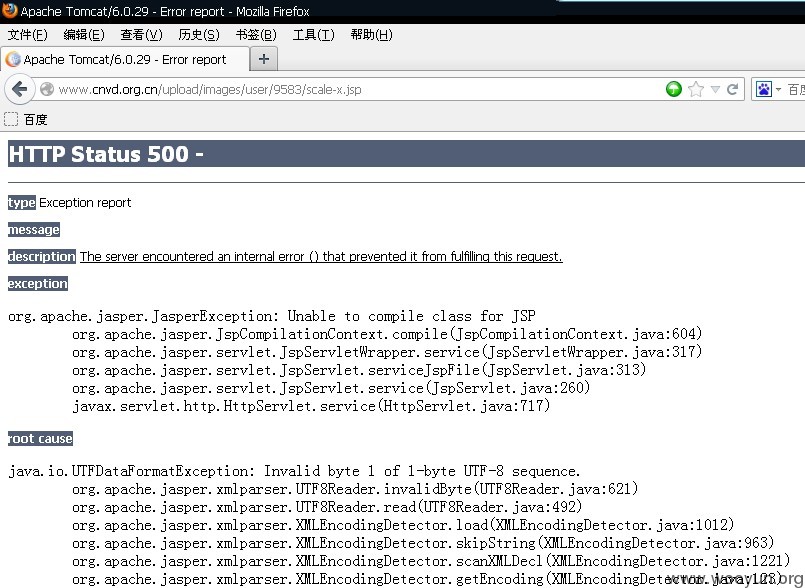 Apache Tomcat/6.0.29 - Error report - Mozilla Firefox
文件(F) 编辑(E) 查看(V) 历史(S) 书签(B) 工具(T) 帮助(H)
Apache Tomcat/6.0.29 - Error report +
www.cnvd.org.cn/upload/images/user/9583/scale-x.jsp 百度
百度
HTTP Status 500 -
type Exception report
message
description The server encountered an internal error () that prevented it from fulfilling this request.
exception
org.apache.jasper.JasperException: Unable to compile class for JSP
org.apache.jasper.JspCompilationContext.compile(JspCompilationContext.java:604)
org.apache.jasper.servlet.JspServletWrapper.service(JspServletWrapper.java:317)
org.apache.jasper.servlet.JspServlet.serviceJspFile(JspServlet.java:313)
org.apache.jasper.servlet.JspServlet.service(JspServlet.java:260)
javax.servlet.http.HttpServlet.service(HttpServlet.java:717)
root cause
java.io.UTFDataFormatException: Invalid byte 1 of 1-byte UTF-8 sequence.
org.apache.jasper.xmlparser.UTF8Reader.invalidByte(UTF8Reader.java:621)
org.apache.jasper.xmlparser.UTF8Reader.read(UTF8Reader.java:492)
org.apache.jasper.xmlparser.XMLEncodingDetector.load(XMLEncodingDetector.java:1012)
org.apache.jasper.xmlparser.XMLEncodingDetector.skipString(XMLEncodingDetector.java:963)
org.apache.jasper.xmlparser.XMLEncodingDetector.scanXMLDecl(XMLEncodingDetector.java:1221)
org.apache.jasper.xmlparser.XMLEncodingDetector.getEncoding(XMLEncodingDetec